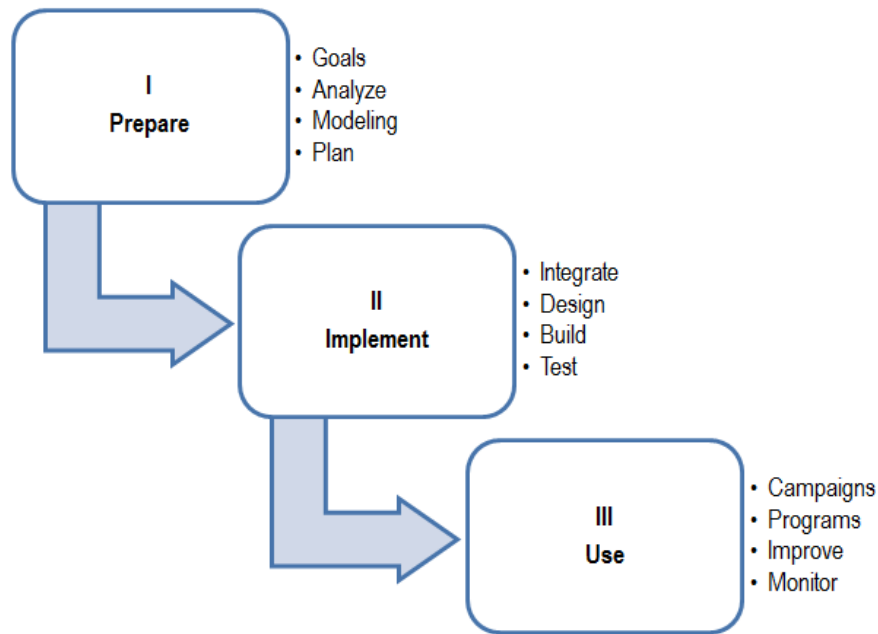 I
Prepare
• Goals
• Analyze
• Modeling
• Plan
II
Implement
• Integrate
• Design
• Build
• Test
III
Use
• Campaigns
• Programs
• Improve
• Monitor